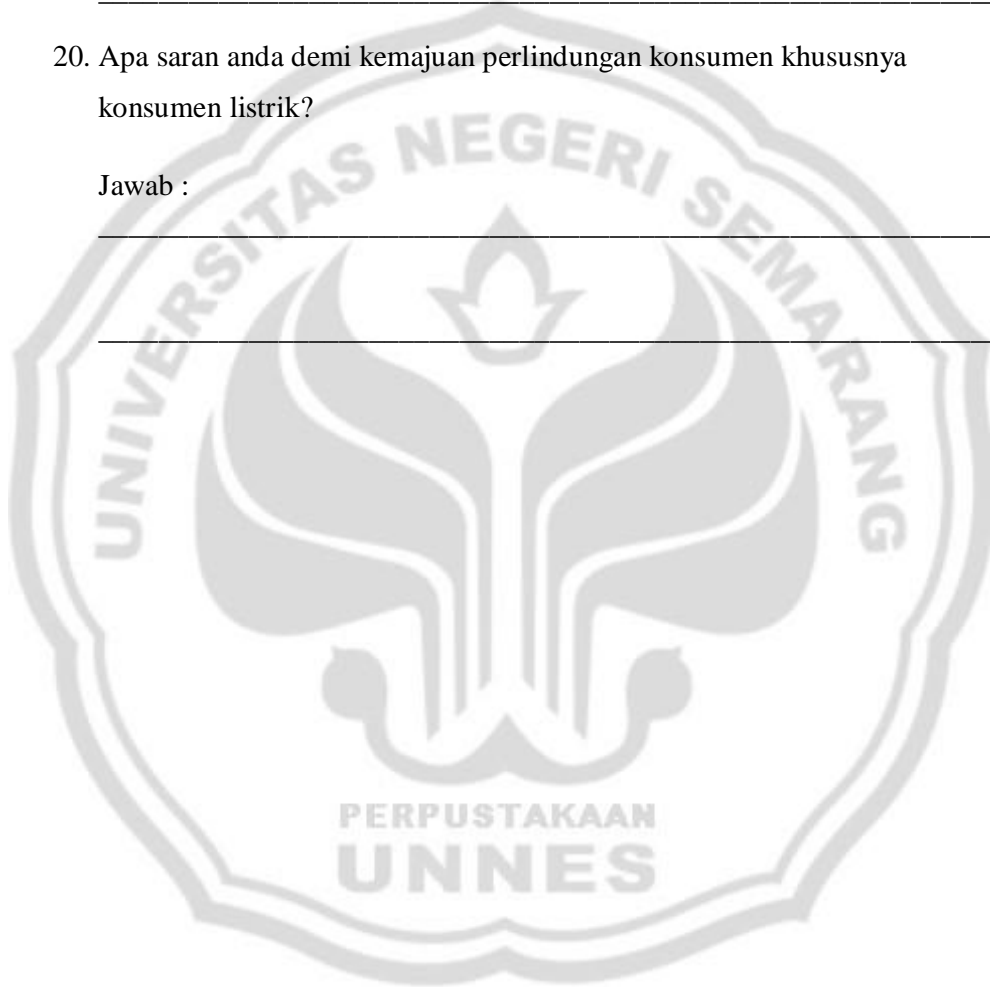 20. Apa saran anda demi kemajuan perlindungan konsumen khususnya
konsumen listrik?
Jawab :
UNIVERSITAS NEGERI SEMARANG
PERPUSTAKAAN
UNNES